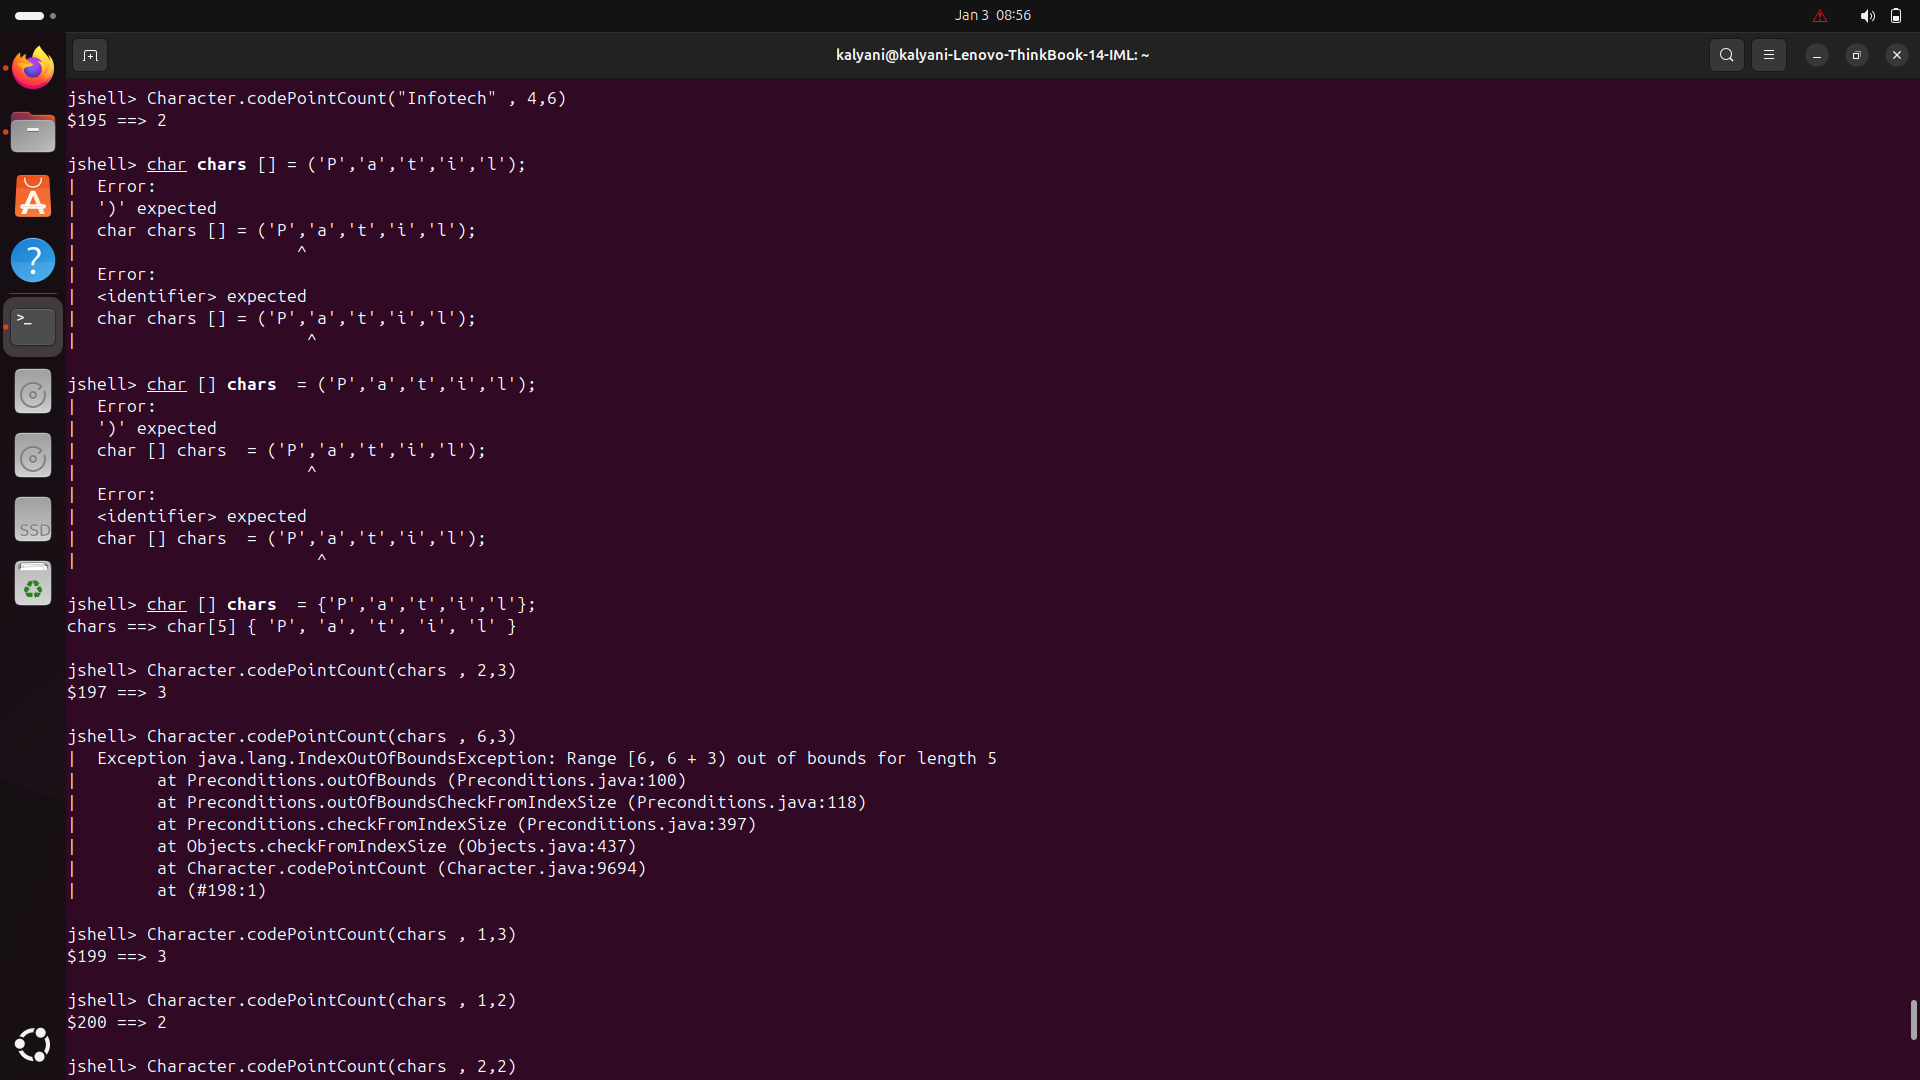 Jan 3 08:56
kalyani@kalyani-Lenovo-ThinkBook-14-IML: ~
jshell> Character.codePointCount("Infotech" , 4,6)
$195 ==> 2
jshell> char chars [] = ('P','a','t','i','l');
|  Error:
|  ')' expected
|  char chars [] = ('P','a','t','i','l');
|                      ^
|  Error:
|  <identifier> expected
|  char chars [] = ('P','a','t','i','l');
|                       ^
jshell> char [] chars  = ('P','a','t','i','l');
|  Error:
|  ')' expected
|  char [] chars  = ('P','a','t','i','l');
|                       ^
|  Error:
|  <identifier> expected
|  char [] chars  = ('P','a','t','i','l');
|                        ^
jshell> char [] chars  = {'P','a','t','i','l'};
chars ==> char[5] { 'P', 'a', 't', 'i', 'l' }
jshell> Character.codePointCount(chars , 2,3)
$197 ==> 3
jshell> Character.codePointCount(chars , 6,3)
|  Exception java.lang.IndexOutOfBoundsException: Range [6, 6 + 3) out of bounds for length 5
|        at Preconditions.outOfBounds (Preconditions.java:100)
|        at Preconditions.outOfBoundsCheckFromIndexSize (Preconditions.java:118)
|        at Preconditions.checkFromIndexSize (Preconditions.java:397)
|        at Objects.checkFromIndexSize (Objects.java:437)
|        at Character.codePointCount (Character.java:9694)
|        at (#198:1)
jshell> Character.codePointCount(chars , 1,3)
$199 ==> 3
jshell> Character.codePointCount(chars , 1,2)
$200 ==> 2
jshell> Character.codePointCount(chars , 2,2)
SSD